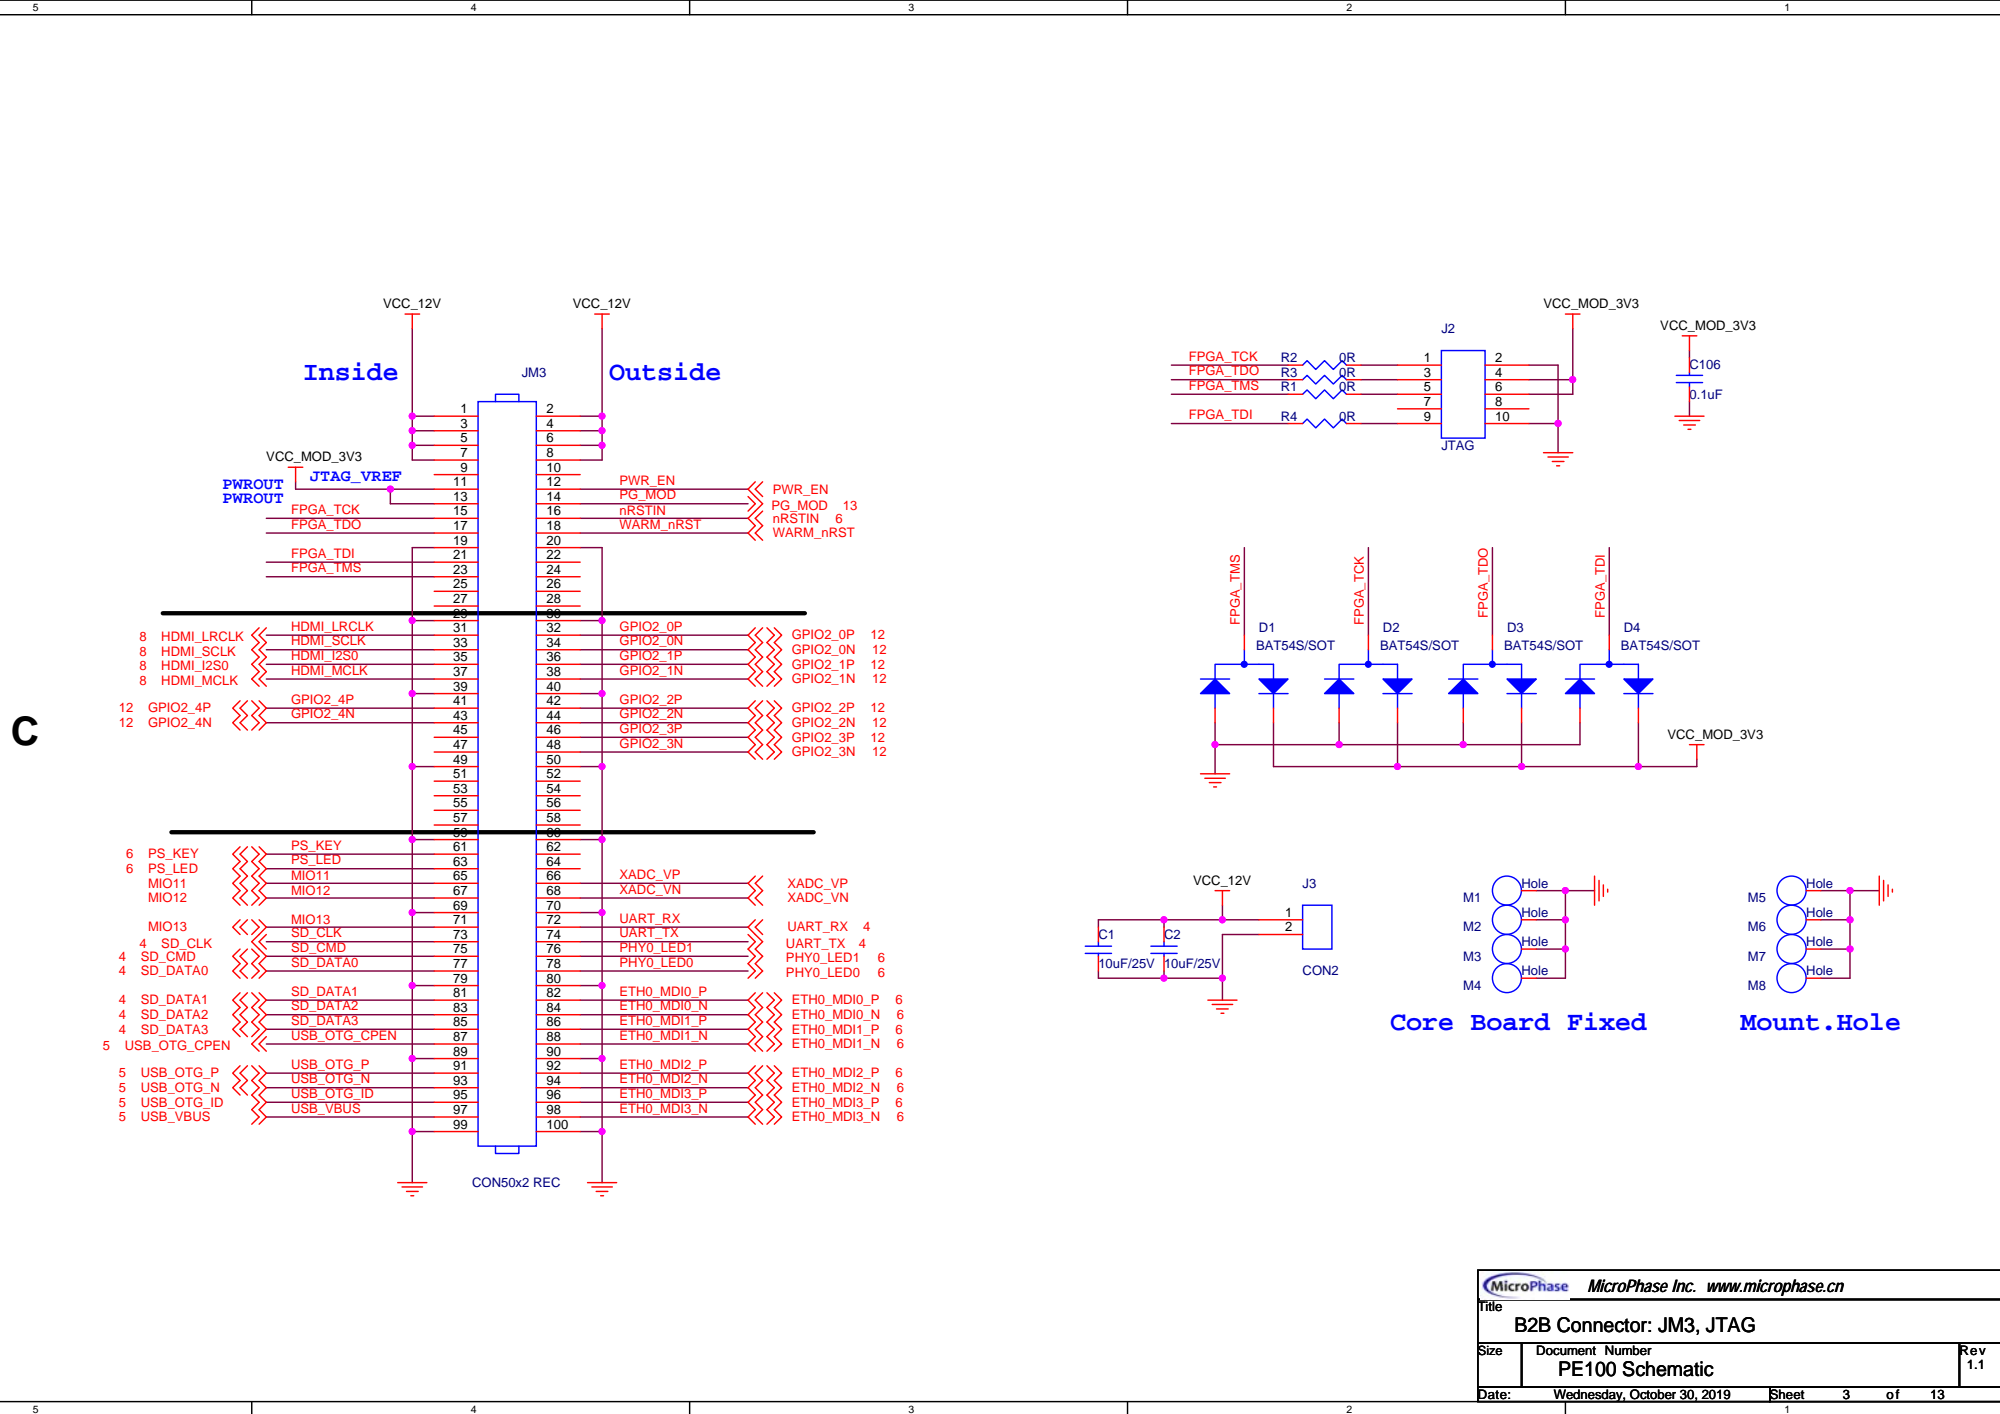 5 4 3 2 1
VCC_12V VCC_12V
Inside Outside
JM3
VCC_MOD_3V3
JTAG_VREF
PWROUT
PWROUT
1 2
3 4
5 6
7 8
9 10
11 12 PWR_EN PWR_EN
13 14 PG_MOD PG_MOD 13
FPGA_TCK 15 16 nRSTIN nRSTIN 6
FPGA_TDO 17 18 WARM_nRST WARM_nRST
19 20
FPGA_TDI 21 22
FPGA_TMS 23 24
25 26
27 28
29 30
8 HDMI_LRCLK HDMI_LRCLK 31 32 GPIO2_0P GPIO2_0P 12
8 HDMI_SCLK HDMI_SCLK 33 34 GPIO2_0N GPIO2_0N 12
8 HDMI_I2S0 HDMI_I2S0 35 36 GPIO2_1P GPIO2_1P 12
8 HDMI_MCLK HDMI_MCLK 37 38 GPIO2_1N GPIO2_1N 12
39 40
12 GPIO2_4P GPIO2_4P 41 42 GPIO2_2P GPIO2_2P 12
12 GPIO2_4N GPIO2_4N 43 44 GPIO2_2N GPIO2_2N 12
45 46 GPIO2_3P GPIO2_3P 12
47 48 GPIO2_3N GPIO2_3N 12
49 50
51 52
53 54
55 56
57 58
59 60
6 PS_KEY PS_KEY 61 62
6 PS_LED PS_LED 63 64
MIO11 MIO11 65 66 XADC_VP XADC_VP
MIO12 MIO12 67 68 XADC_VN XADC_VN
69 70
MIO13 MIO13 71 72 UART_RX UART_RX 4
4 SD_CLK SD_CLK 73 74 UART_TX UART_TX 4
4 SD_CMD SD_CMD 75 76 PHY0_LED1 PHY0_LED1 6
4 SD_DATA0 SD_DATA0 77 78 PHY0_LED0 PHY0_LED0 6
79 80
4 SD_DATA1 SD_DATA1 81 82 ETH0_MDI0_P ETH0_MDI0_P 6
4 SD_DATA2 SD_DATA2 83 84 ETH0_MDI0_N ETH0_MDI0_N 6
4 SD_DATA3 SD_DATA3 85 86 ETH0_MDI1_P ETH0_MDI1_P 6
5 USB_OTG_CPEN USB_OTG_CPEN 87 88 ETH0_MDI1_N ETH0_MDI1_N 6
89 90
5 USB_OTG_P USB_OTG_P 91 92 ETH0_MDI2_P ETH0_MDI2_P 6
5 USB_OTG_N USB_OTG_N 93 94 ETH0_MDI2_N ETH0_MDI2_N 6
5 USB_OTG_ID USB_OTG_ID 95 96 ETH0_MDI3_P ETH0_MDI3_P 6
5 USB_VBUS USB_VBUS 97 98 ETH0_MDI3_N ETH0_MDI3_N 6
99 100
CON50x2 REC
C
VCC_MOD_3V3
J2
FPGA_TCK R2 0R 1 2
FPGA_TDO R3 0R 3 4
FPGA_TMS R1 0R 5 6
7 8
FPGA_TDI R4 0R 9 10
JTAG
VCC_MOD_3V3
C106
0.1uF
FPGA_TMS FPGA_TCK FPGA_TDO FPGA_TDI
D1 D2 D3 D4
BAT54S/SOT BAT54S/SOT BAT54S/SOT BAT54S/SOT
VCC_MOD_3V3
VCC_12V J3
1
2
C1 C2
10uF/25V 10uF/25V
CON2
M1 Hole
M2 Hole
M3 Hole
M4 Hole
Core Board Fixed
M5 Hole
M6 Hole
M7 Hole
M8 Hole
Mount.Hole
MicroPhase MicroPhase Inc. www.microphase.cn
Title
B2B Connector: JM3, JTAG
Size Document Number Rev
PE100 Schematic 1.1
Date: Wednesday, October 30, 2019 Sheet 3 of 13
5 4 3 2 1